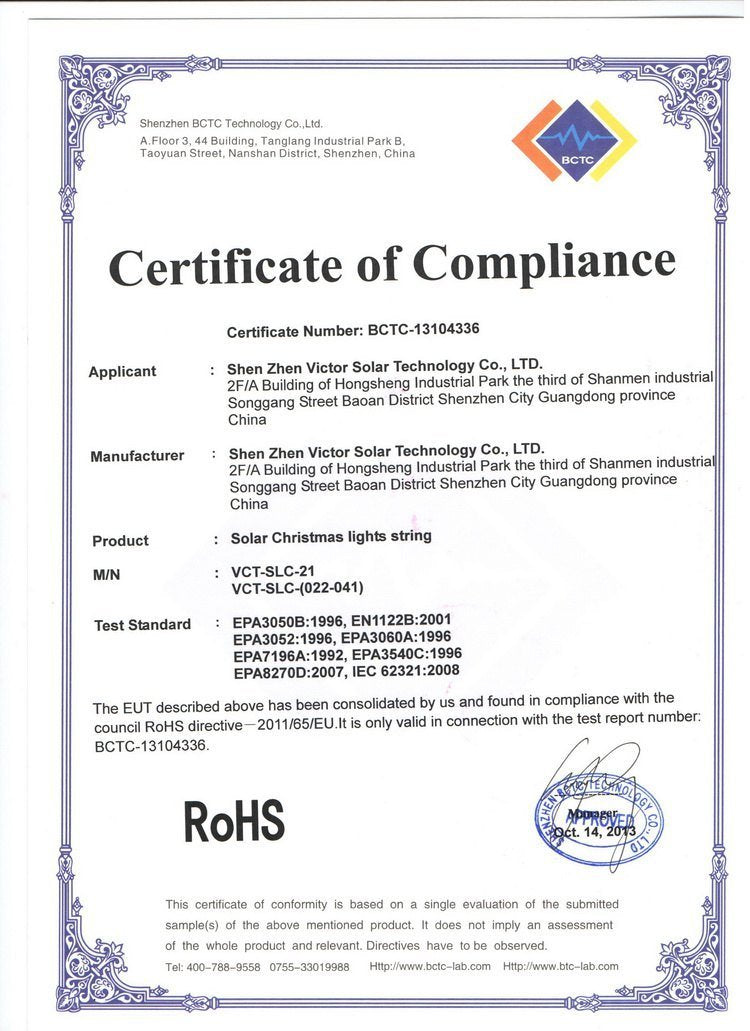 Shenzhen BCTC Technology Co.,Ltd.
A.Floor 3, 44 Building, Tanglang Industrial Park B,
Taoyuan Street, Nanshan District, Shenzhen, China
BCTC
Certificate of Compliance
Certificate Number: BCTC-13104336
Applicant : Shen Zhen Victor Solar Technology Co., LTD.
2F/A Building of Hongsheng Industrial Park the third of Shanmen industrial
Songgang Street Baoan District Shenzhen City Guangdong province
China
Manufacturer : Shen Zhen Victor Solar Technology Co., LTD.
2F/A Building of Hongsheng Industrial Park the third of Shanmen industrial
Songgang Street Baoan District Shenzhen City Guangdong province
China
Product : Solar Christmas lights string
M/N : VCT-SLC-21
VCT-SLC-(022-041)
Test Standard : EPA3050B:1996, EN1122B:2001
EPA3052:1996, EPA3060A:1996
EPA7196A:1992, EPA3540C:1996
EPA8270D:2007, IEC 62321:2008
The EUT described above has been consolidated by us and found in compliance with the
council RoHS directive－2011/65/EU.It is only valid in connection with the test report number:
BCTC-13104336.
RoHS
SHENZHEN BCTC TECHNOLOGY CO., LTD
Manager
APPROVED
Oct. 14, 2013
This certificate of conformity is based on a single evaluation of the submitted
sample(s) of the above mentioned product. It does not imply an assessment
of the whole product and relevant. Directives have to be observed.
Tel: 400-788-9558 0755-33019988 Http://www.bctc-lab.com Http://www.btc-lab.com